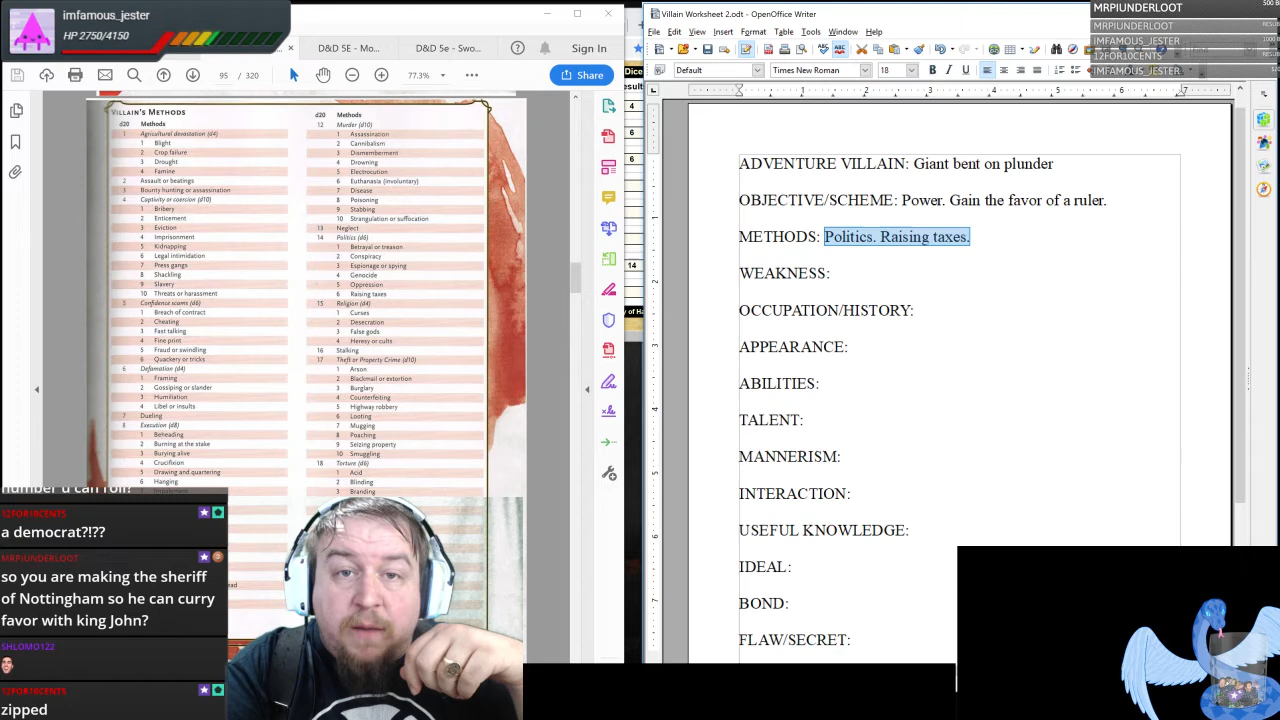 imfamous_jester
HP 2750/4150
D&D 5E - Mo...
Sign In
95 / 320
77.3%
Share
VILLAIN'S METHODS
d20 Methods
1 Agricultural devastation (d4)
1 Blight
2 Crop failure
3 Drought
4 Famine
2 Assault or beatings
3 Bounty hunting or assassination
4 Captivity or coersion (d10)
1 Bribery
2 Enticement
3 Eviction
4 Imprisonment
5 Kidnapping
6 Legal intimidation
7 Press gangs
8 Shackling
9 Slavery
10 Threats or harassment
5 Confidence scams (d6)
1 Breach of contract
2 Cheating
3 Fast talking
4 Fine print
5 Fraud or swindling
6 Quackery or tricks
6 Defamation (d4)
1 Framing
2 Gossiping or slander
3 Humiliation
4 Libel or insults
7 Dueling
8 Execution (d8)
1 Beheading
2 Burning at the stake
3 Burying alive
4 Crucifixion
5 Drawing and quartering
6 Hanging
d20 Methods
12 Murder (d10)
1 Assassination
2 Cannibalism
3 Dismemberment
4 Drowning
5 Electrocution
6 Euthanasia (involuntary)
7 Disease
8 Poisoning
9 Stabbing
10 Strangulation or suffocation
13 Neglect
14 Politics (d6)
1 Betrayal or treason
2 Conspiracy
3 Espionage or spying
4 Genocide
5 Oppression
6 Raising taxes
15 Religion (d4)
1 Curses
2 Desecration
3 False gods
4 Heresy or cults
16 Stalking
17 Theft or Property Crime (d10)
1 Arson
2 Blackmail or extortion
3 Burglary
4 Counterfeiting
5 Highway robbery
6 Looting
7 Mugging
8 Poaching
9 Seizing property
10 Smuggling
18 Torture (d6)
1 Acid
2 Blinding
3 Branding
number u can roll!
12FOR10CENTS
a democrat?!??
MRPIUNDERLOOT
so you are making the sheriff
of Nottingham so he can curry
favor with king John?
SHLOMO122
12FOR10CENTS
zipped
Villain Worksheet 2.odt - OpenOffice Writer
File Edit View Insert Format Table Tools Window Help
Default
Times New Roman
18
ADVENTURE VILLAIN: Giant bent on plunder
OBJECTIVE/SCHEME: Power. Gain the favor of a ruler.
METHODS: Politics. Raising taxes.
WEAKNESS:
OCCUPATION/HISTORY:
APPEARANCE:
ABILITIES:
TALENT:
MANNERISM:
INTERACTION:
USEFUL KNOWLEDGE:
IDEAL:
BOND:
FLAW/SECRET:
MRPIUNDERLOOT
MRPIUNDERLOOT
IMFAMOUS_JESTER
12FOR10CENTS
IMFAMOUS_JESTER